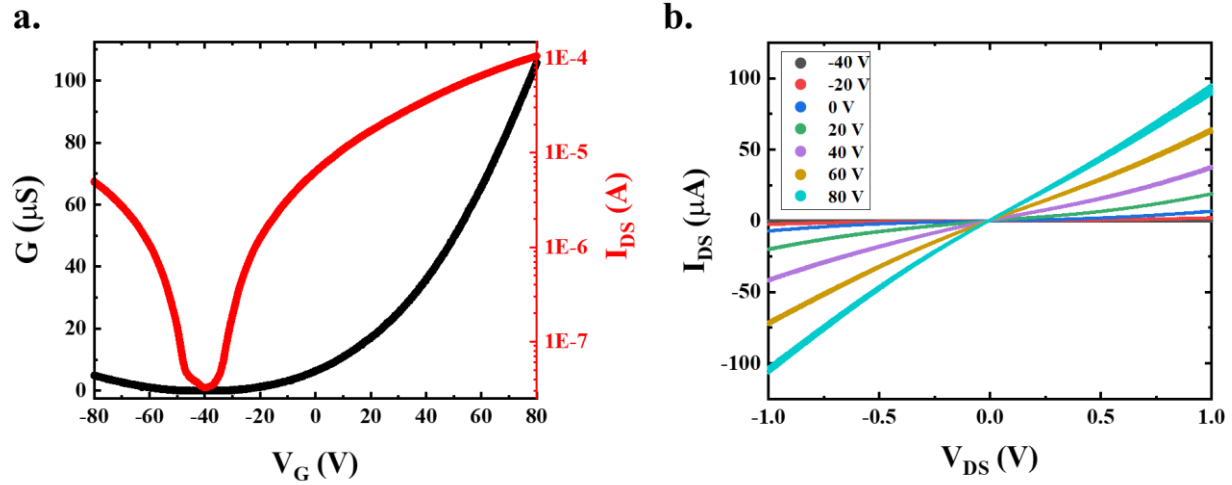 a.
G (μS)
100
80
60
40
20
0
-80 -60 -40 -20 0 20 40 60 80
V_G (V)
1E-4
1E-5
1E-6
1E-7
I_DS (A)
b.
I_DS (μA)
100
50
0
-50
-100
-40 V
-20 V
0 V
20 V
40 V
60 V
80 V
-1.0 -0.5 0.0 0.5 1.0
V_DS (V)